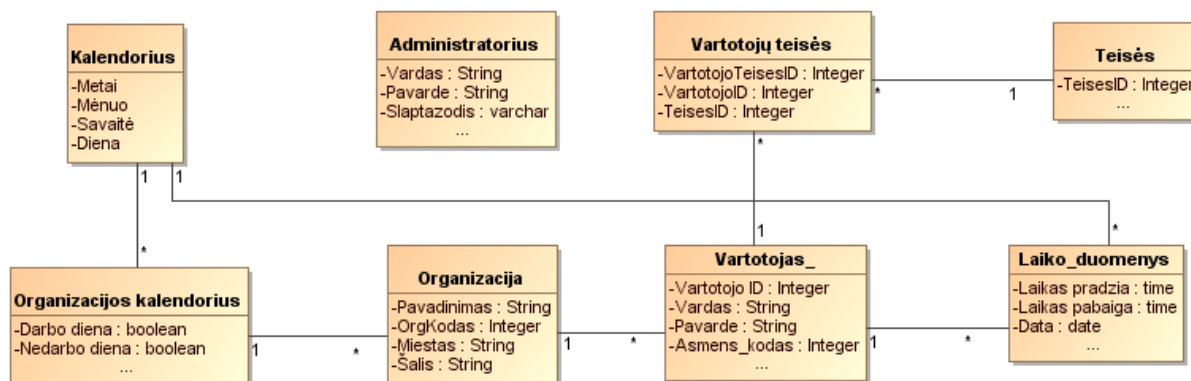 Kalendorius
-Metai
-Mėnuo
-Savaitė
-Diena
Administratorius
-Vardas : String
-Pavarde : String
-Slaptazodis : varchar
...
Vartotojų teisės
-VartotojoTeisesID : Integer
-VartotojoID : Integer
-TeisesID : Integer
Teisės
-TeisesID : Integer
...
*
1
1
1
*
*
1
*
Organizacijos kalendorius
-Darbo diena : boolean
-Nedarbo diena : boolean
...
Organizacija
-Pavadinimas : String
-OrgKodas : Integer
-Miestas : String
-Šalis : String
Vartotojas_
-Vartotojo ID : Integer
-Vardas : String
-Pavarde : String
-Asmens_kodas : Integer
...
Laiko_duomenys
-Laikas pradzia : time
-Laikas pabaiga : time
-Data : date
...
1
*
1
*
1
*